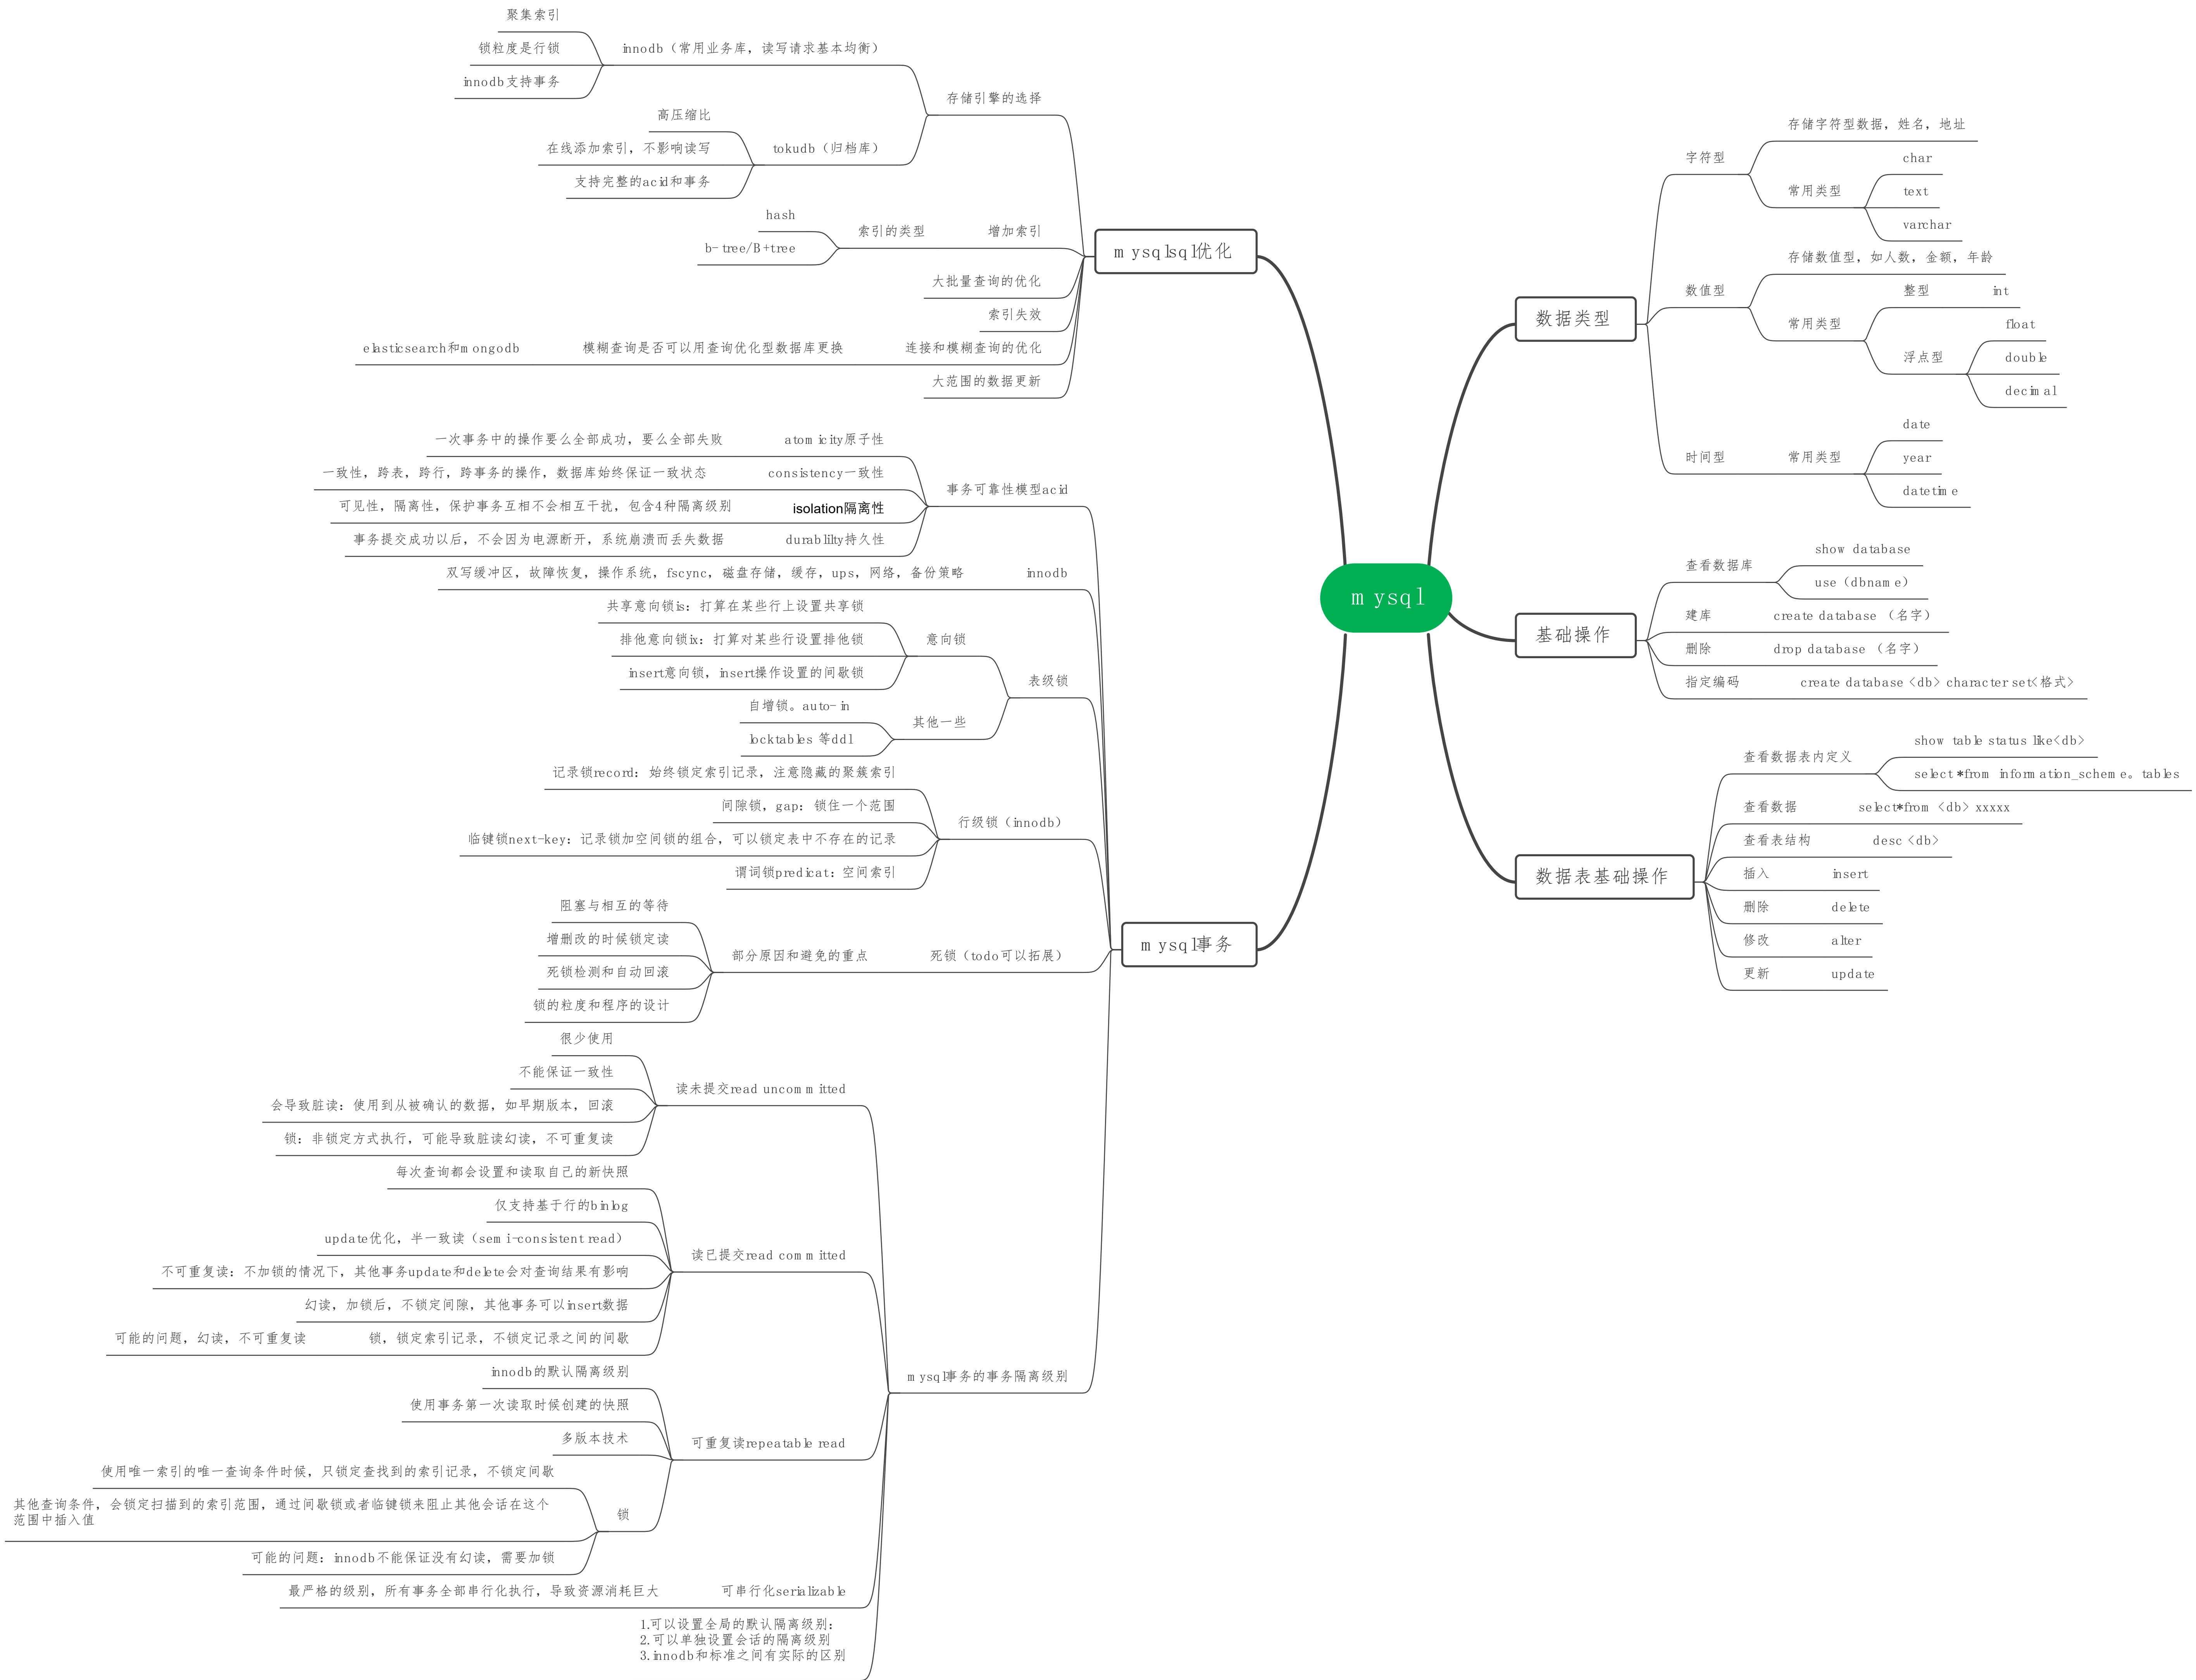 mysql
mysqlsql优化
存储引擎的选择
innodb（常用业务库，读写请求基本均衡）
聚集索引
锁粒度是行锁
innodb支持事务
tokudb（归档库）
高压缩比
在线添加索引，不影响读写
支持完整的acid和事务
增加索引
索引的类型
hash
b-tree/B+tree
大批量查询的优化
索引失效
连接和模糊查询的优化
模糊查询是否可以用查询优化型数据库更换
elasticsearch和mongodb
大范围的数据更新
mysql事务
事务可靠性模型acid
atomicity原子性
一次事务中的操作要么全部成功，要么全部失败
consistency一致性
一致性，跨表，跨行，跨事务的操作，数据库始终保证一致状态
isolation隔离性
可见性，隔离性，保护事务互相不会相互干扰，包含4种隔离级别
durablilty持久性
事务提交成功以后，不会因为电源断开，系统崩溃而丢失数据
innodb
双写缓冲区，故障恢复，操作系统，fscync，磁盘存储，缓存，ups，网络，备份策略
表级锁
意向锁
共享意向锁is：打算在某些行上设置共享锁
排他意向锁ix：打算对某些行设置排他锁
insert意向锁，insert操作设置的间歇锁
其他一些
自增锁。auto-in
locktables 等ddl
行级锁（innodb）
记录锁record：始终锁定索引记录，注意隐藏的聚簇索引
间隙锁，gap：锁住一个范围
临键锁next-key：记录锁加空间锁的组合，可以锁定表中不存在的记录
谓词锁predicat：空间索引
死锁（todo可以拓展）
部分原因和避免的重点
阻塞与相互的等待
增删改的时候锁定读
死锁检测和自动回滚
锁的粒度和程序的设计
mysql事务的事务隔离级别
读未提交read uncommitted
很少使用
不能保证一致性
会导致脏读：使用到从被确认的数据，如早期版本，回滚
锁：非锁定方式执行，可能导致脏读幻读，不可重复读
读已提交read committed
每次查询都会设置和读取自己的新快照
仅支持基于行的binlog
update优化，半一致读（semi-consistent read）
不可重复读：不加锁的情况下，其他事务update和delete会对查询结果有影响
幻读，加锁后，不锁定间隙，其他事务可以insert数据
锁，锁定索引记录，不锁定记录之间的间歇
可能的问题，幻读，不可重复读
可重复读repeatable read
innodb的默认隔离级别
使用事务第一次读取时候创建的快照
多版本技术
锁
使用唯一索引的唯一查询条件时候，只锁定查找到的索引记录，不锁定间歇
其他查询条件，会锁定扫描到的索引范围，通过间歇锁或者临键锁来阻止其他会话在这个
范围中插入值
可能的问题：innodb不能保证没有幻读，需要加锁
可串行化serializable
最严格的级别，所有事务全部串行化执行，导致资源消耗巨大
1.可以设置全局的默认隔离级别：
2.可以单独设置会话的隔离级别
3.innodb和标准之间有实际的区别
数据类型
字符型
存储字符型数据，姓名，地址
常用类型
char
text
varchar
数值型
存储数值型，如人数，金额，年龄
常用类型
整型
int
浮点型
float
double
decimal
时间型
常用类型
date
year
datetime
基础操作
查看数据库
show database
use（dbname）
建库
create database （名字）
删除
drop database （名字）
指定编码
create database <db> character set<格式>
数据表基础操作
查看数据表内定义
show table status like<db>
select *from information_scheme。tables
查看数据
select*from <db> xxxxx
查看表结构
desc <db>
插入
insert
删除
delete
修改
alter
更新
update